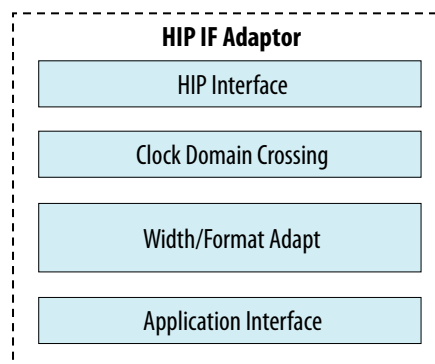 HIP IF Adaptor
HIP Interface
Clock Domain Crossing
Width/Format Adapt
Application Interface